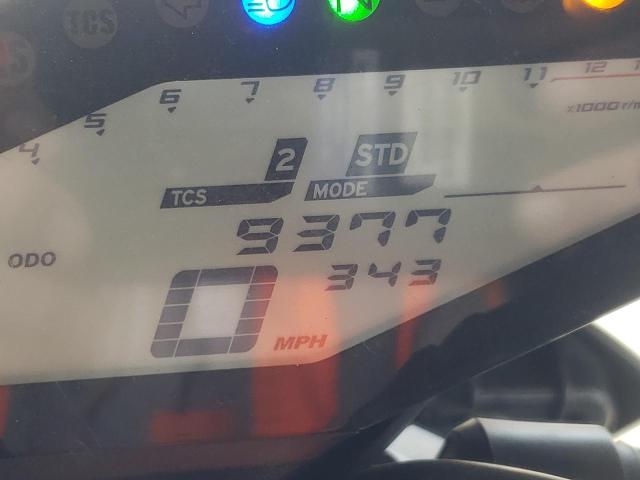 TCS
4 5 6 7 8 9 10 11 12
x1000 r/m
2 STD
TCS MODE
9377
ODO
343
0 MPH